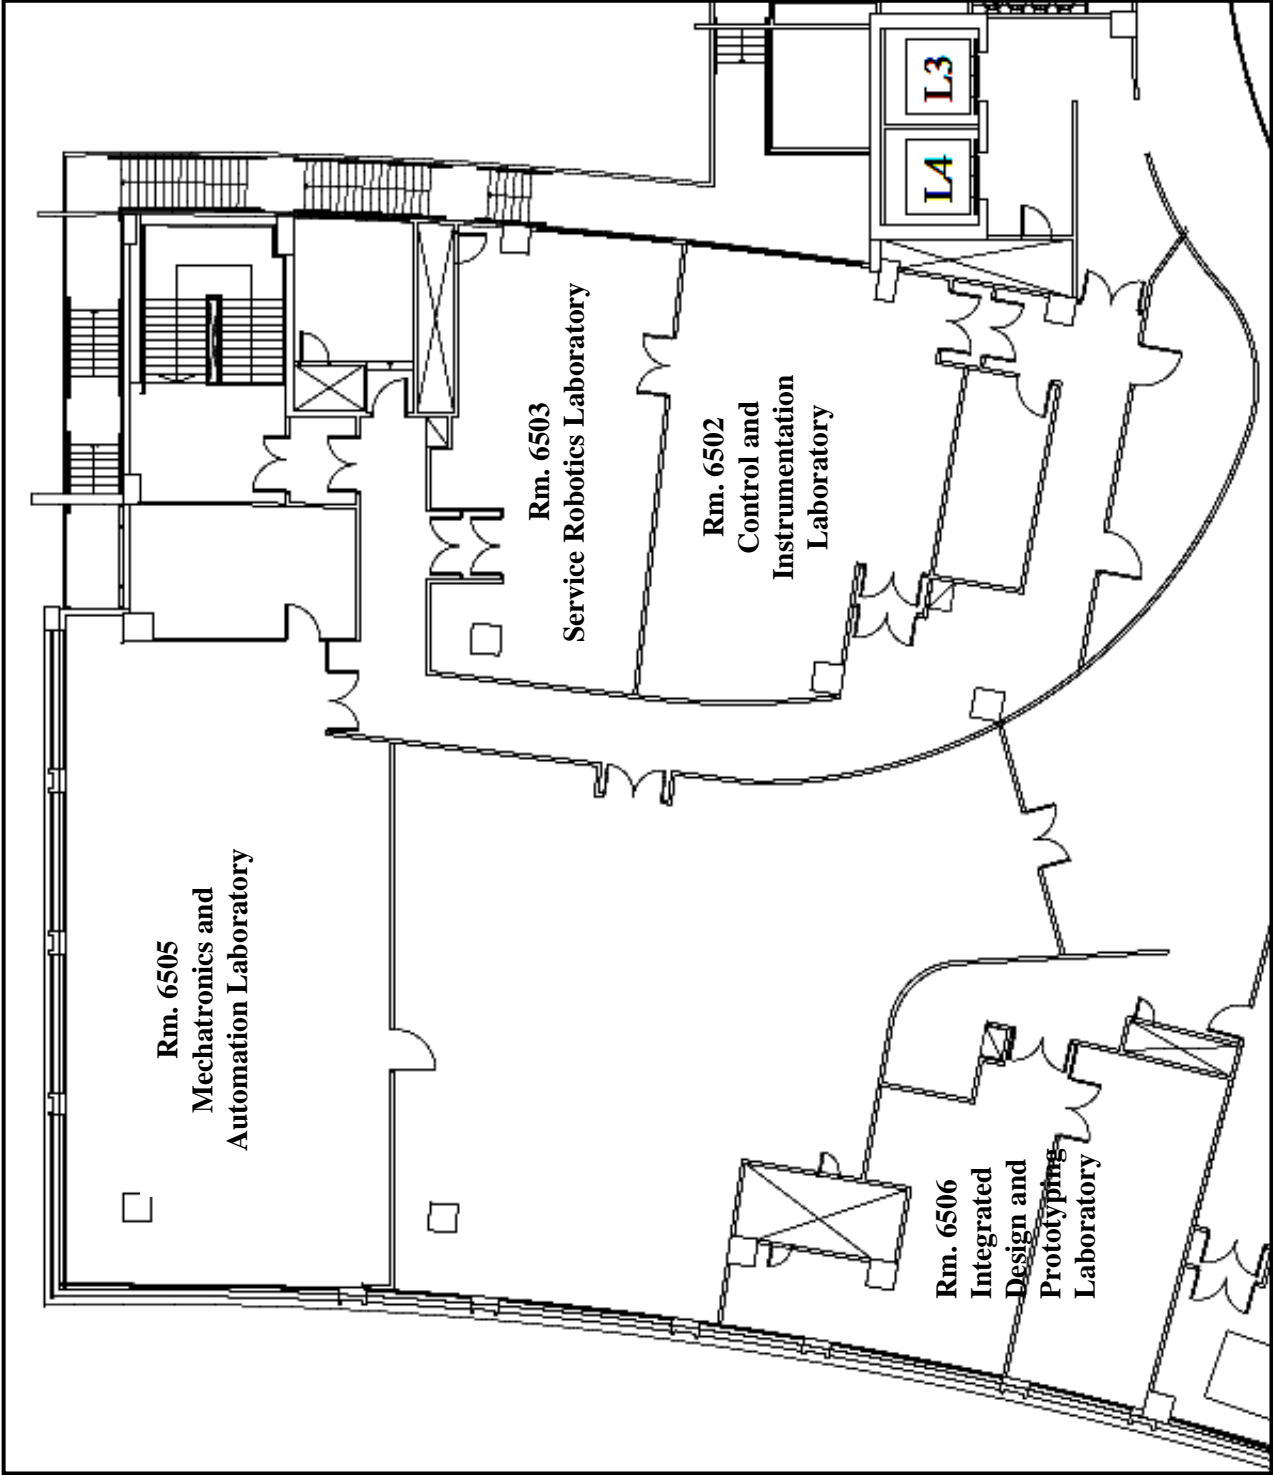 Rm. 6505
Mechatronics and
Automation Laboratory
Rm. 6503
Service Robotics Laboratory
Rm. 6502
Control and
Instrumentation
Laboratory
L4
L3
Rm. 6506
Integrated
Design and
Prototyping
Laboratory